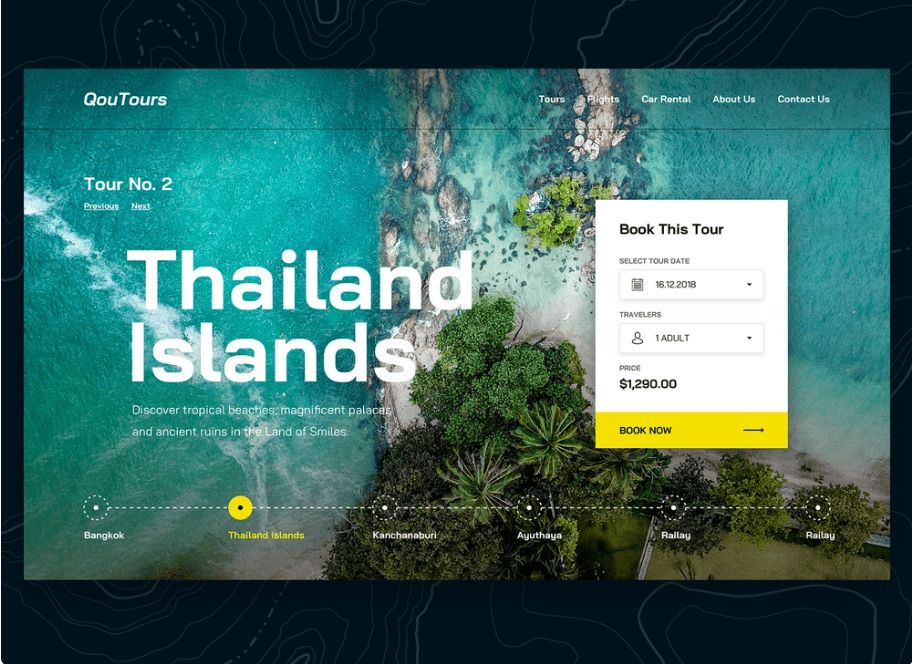 QouTours
Tours Flights Car Rental About Us Contact Us
Tour No. 2
Previous Next
Thailand
Islands
Discover tropical beaches, magnificent palaces
and ancient ruins in the Land of Smiles.
Book This Tour
SELECT TOUR DATE
16.12.2018
TRAVELERS
1 ADULT
PRICE
$1,290.00
BOOK NOW
Bangkok Thailand Islands Kanchanaburi Ayuthaya Railay Railay